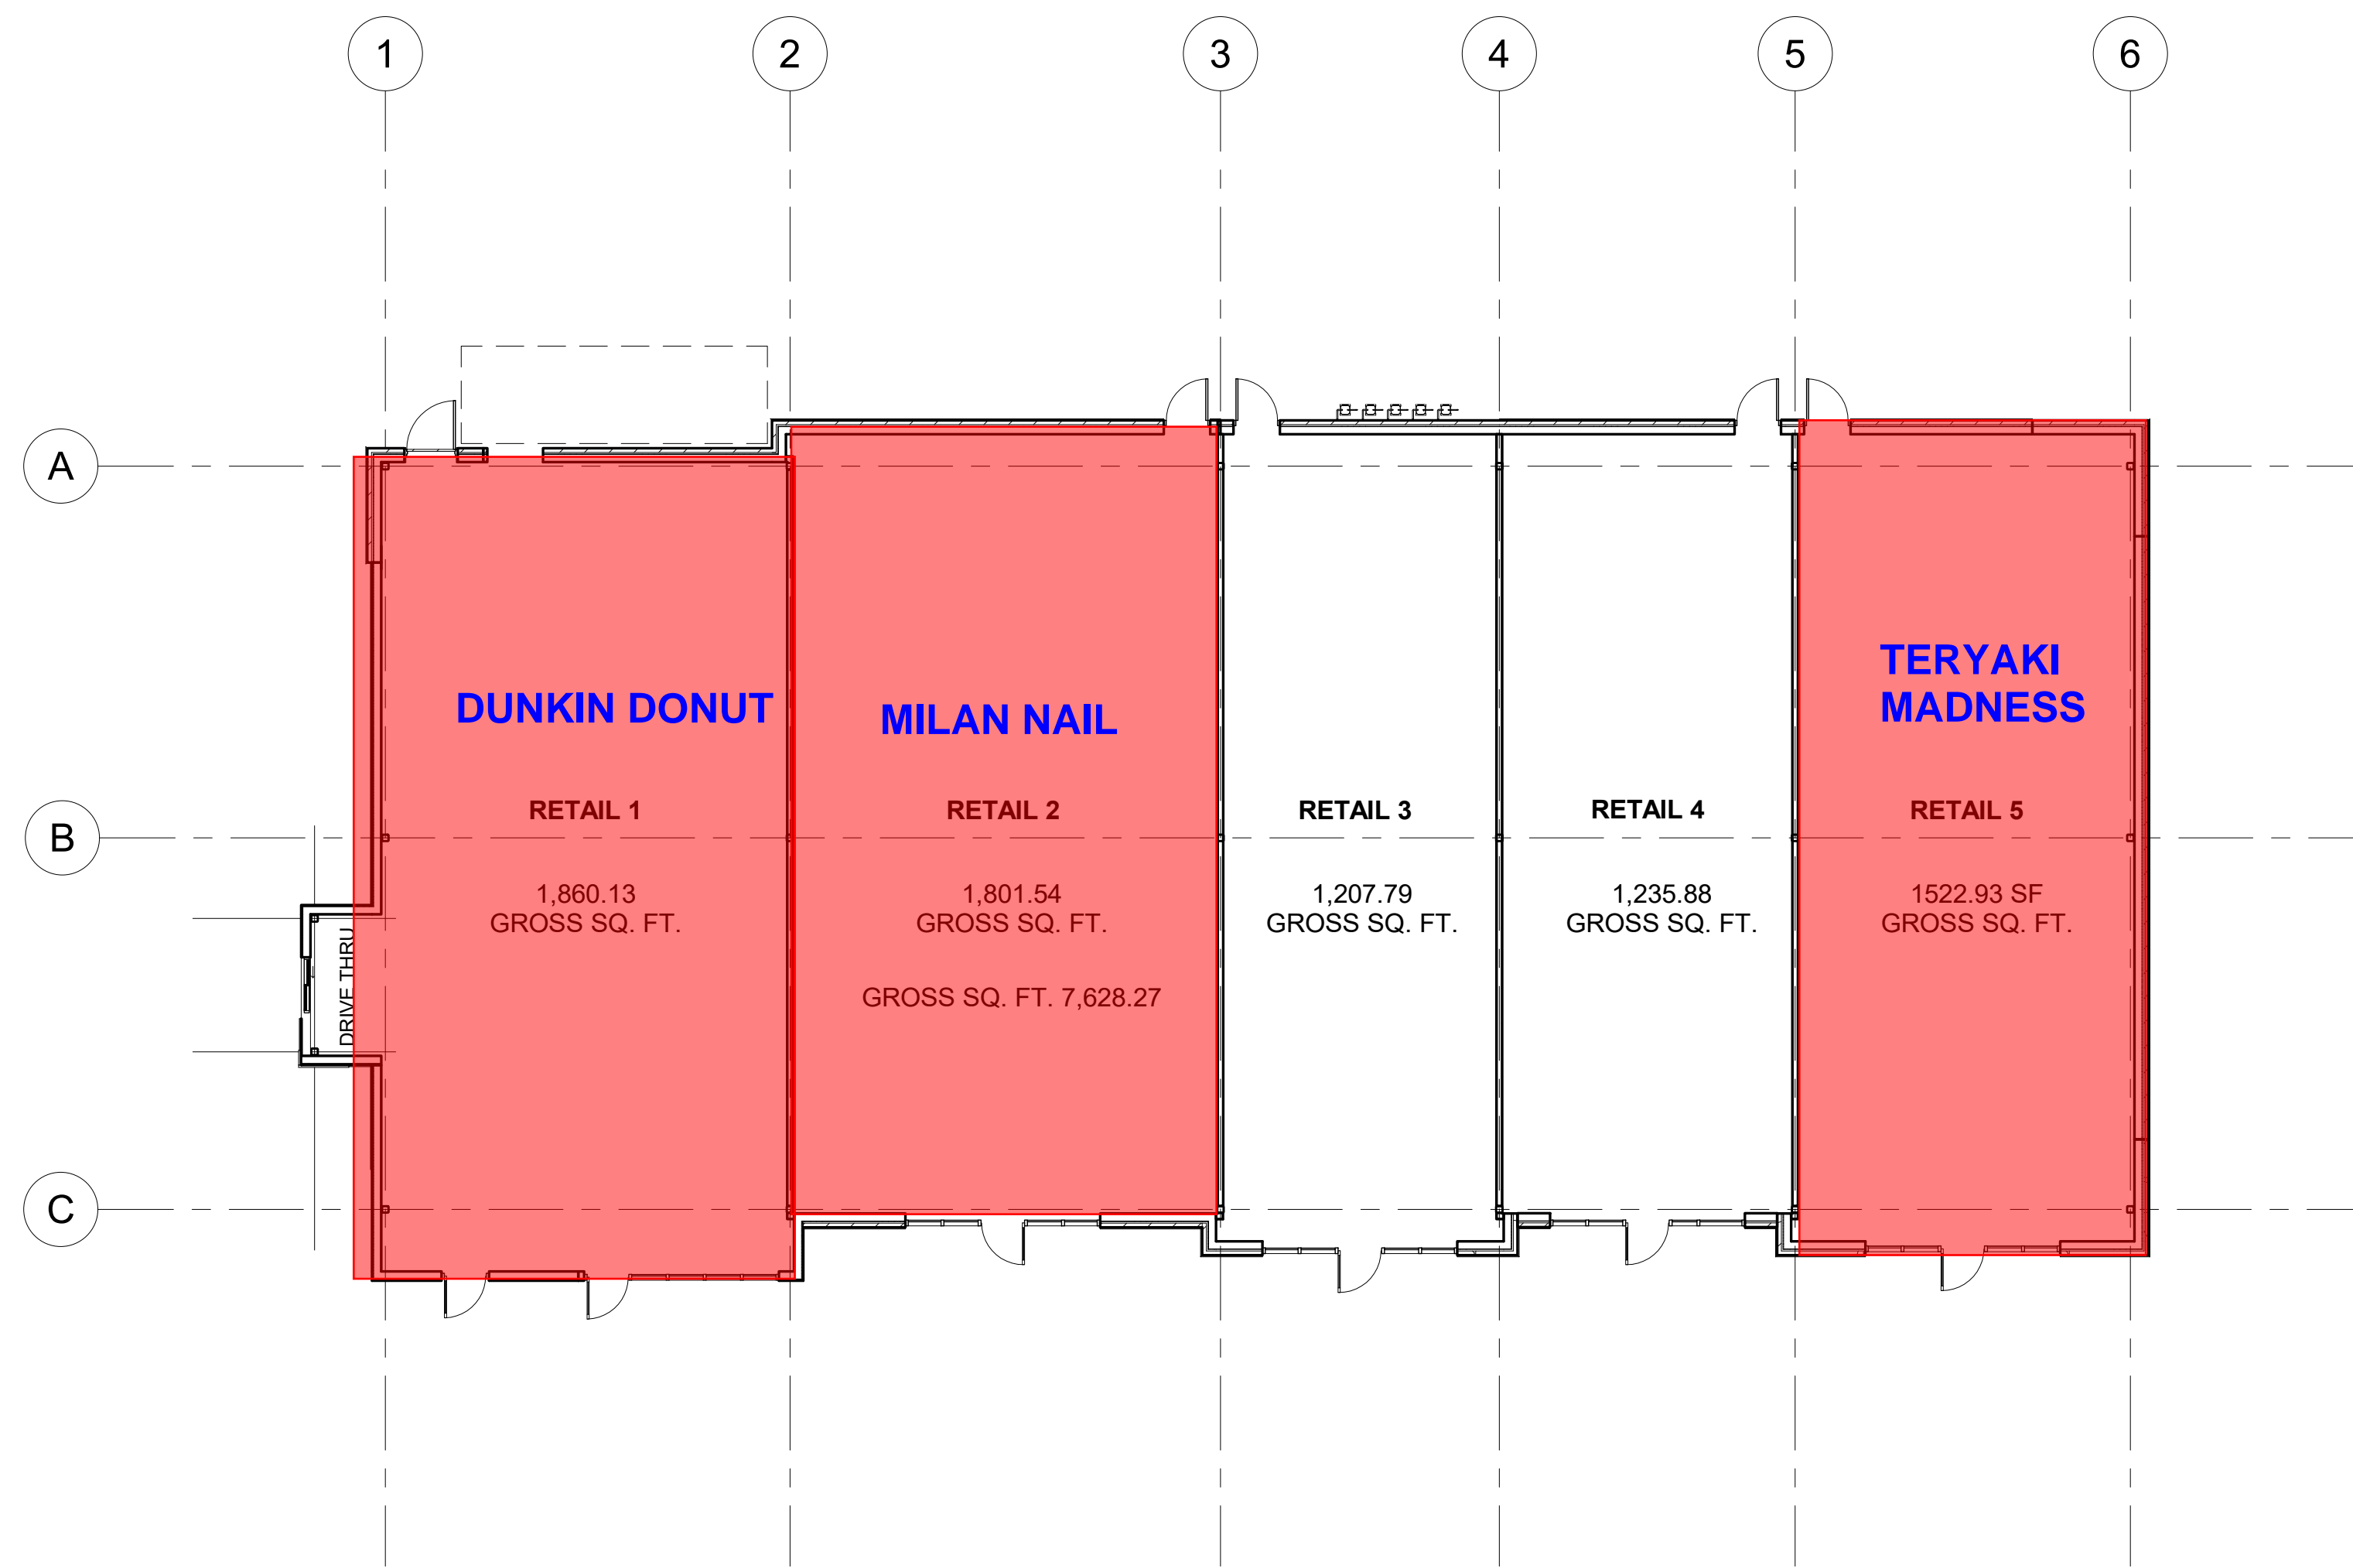 1 2 3 4 5 6
A
B
C
DUNKIN DONUT
MILAN NAIL
TERYAKI
MADNESS
RETAIL 1
RETAIL 2
RETAIL 3
RETAIL 4
RETAIL 5
1,860.13
GROSS SQ. FT.
1,801.54
GROSS SQ. FT.
1,207.79
GROSS SQ. FT.
1,235.88
GROSS SQ. FT.
1522.93 SF
GROSS SQ. FT.
GROSS SQ. FT. 7,628.27
DRIVE THRU